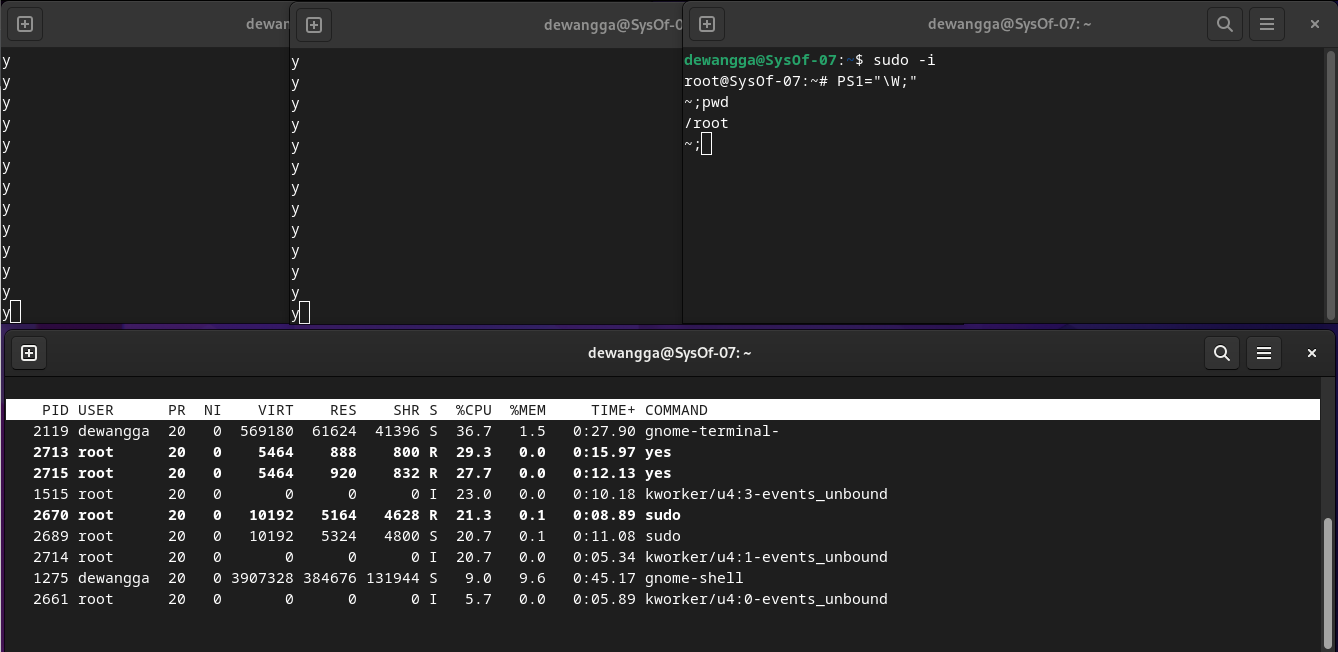 dewan
y
y
y
y
y
y
y
y
y
y
y
y
y
dewangga@SysOf-0
y
y
y
y
y
y
y
y
y
y
y
y
y
dewangga@SysOf-07: ~
dewangga@SysOf-07:~$ sudo -i
root@SysOf-07:~# PS1="\W;"
~;pwd
/root
~;
dewangga@SysOf-07: ~
PID USER PR NI VIRT RES SHR S %CPU %MEM TIME+ COMMAND
2119 dewangga 20 0 569180 61624 41396 S 36.7 1.5 0:27.90 gnome-terminal-
2713 root 20 0 5464 888 800 R 29.3 0.0 0:15.97 yes
2715 root 20 0 5464 920 832 R 27.7 0.0 0:12.13 yes
1515 root 20 0 0 0 0 I 23.0 0.0 0:10.18 kworker/u4:3-events_unbound
2670 root 20 0 10192 5164 4628 R 21.3 0.1 0:08.89 sudo
2689 root 20 0 10192 5324 4800 S 20.7 0.1 0:11.08 sudo
2714 root 20 0 0 0 0 I 20.7 0.0 0:05.34 kworker/u4:1-events_unbound
1275 dewangga 20 0 3907328 384676 131944 S 9.0 9.6 0:45.17 gnome-shell
2661 root 20 0 0 0 0 I 5.7 0.0 0:05.89 kworker/u4:0-events_unbound